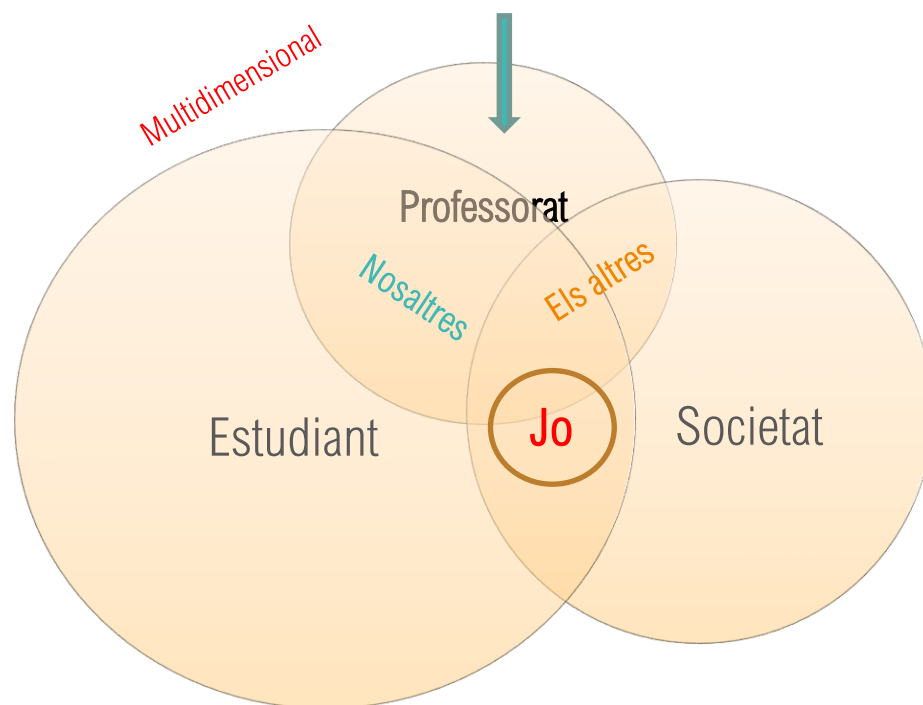 Multidimensional
Professorat
Nosaltres
Els altres
Estudiant
Jo
Societat